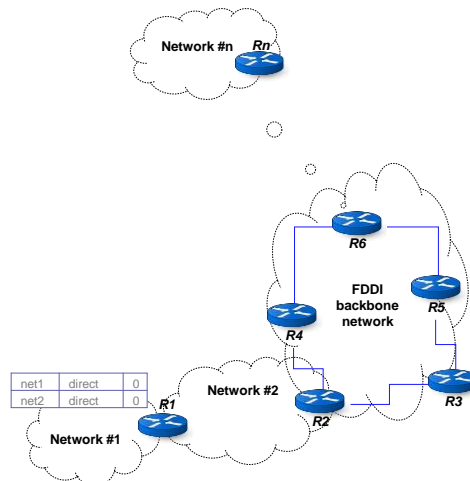 Network #n
Rn
R6
FDDI
backbone
network
R5
R4
R3
Network #2
R2
net1 direct 0
net2 direct 0
R1
Network #1